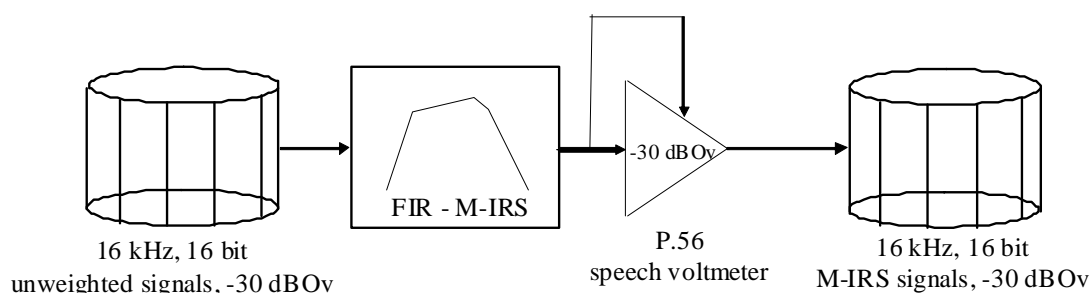 -30 dBOv
FIR - M-IRS
16 kHz, 16 bit
unweighted signals, -30 dBOv
P.56
speech voltmeter
16 kHz, 16 bit
M-IRS signals, -30 dBOv